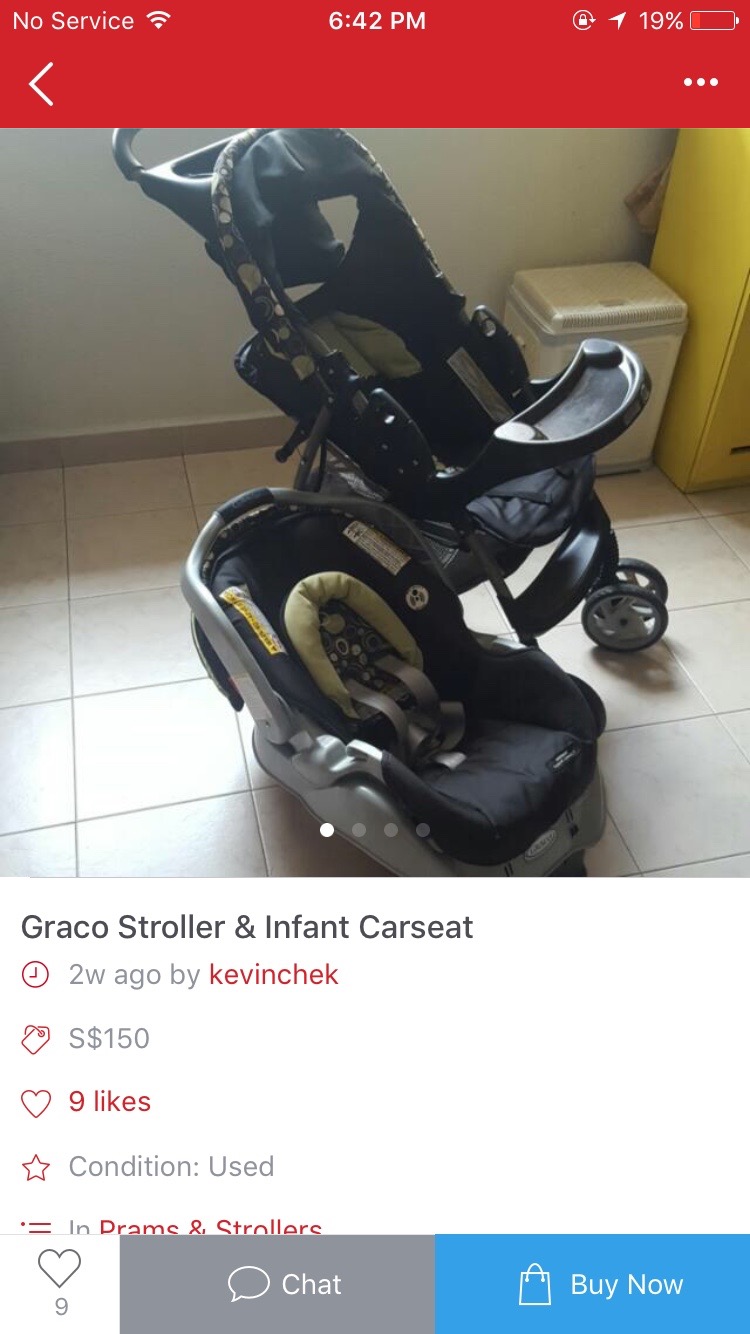 No Service 6:42 PM 19%
Graco Stroller & Infant Carseat
2w ago by kevinchek
S$150
9 likes
Condition: Used
In Prams & Strollers
9 Chat Buy Now